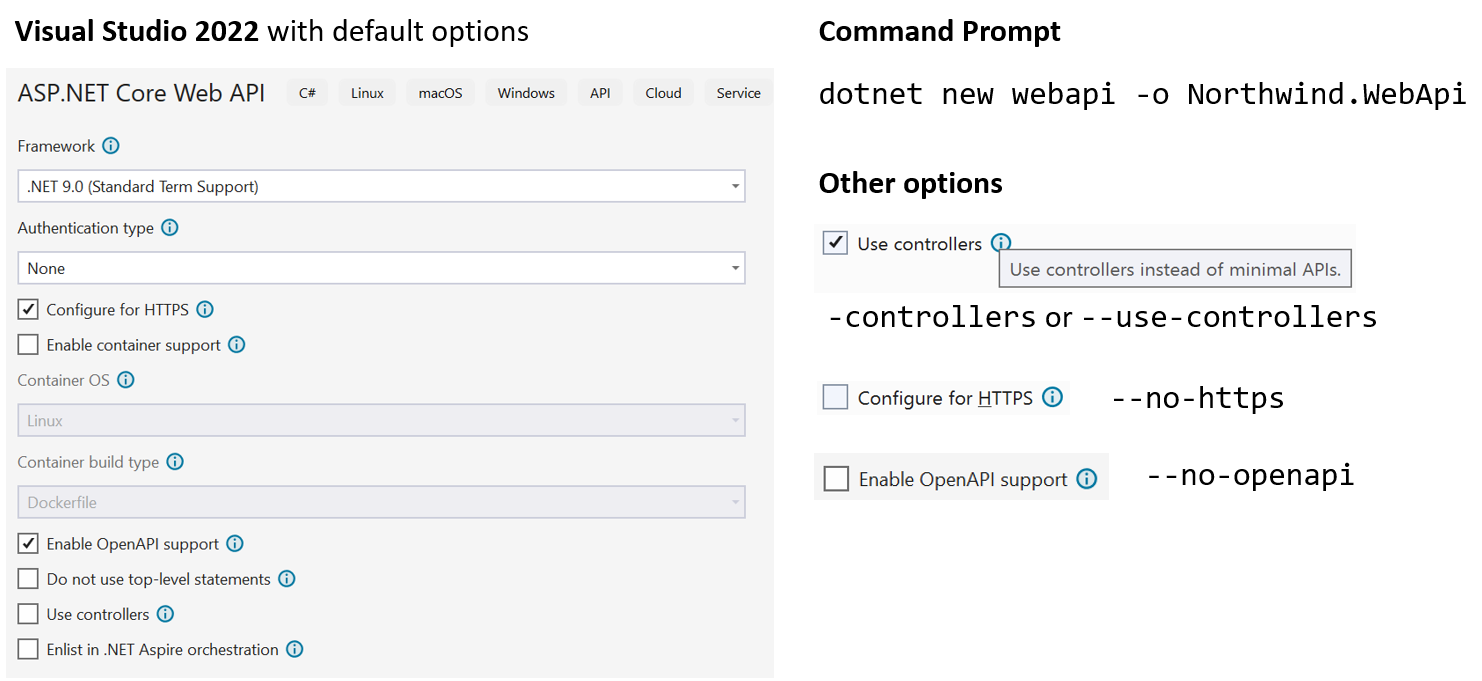 Visual Studio 2022 with default options
ASP.NET Core Web API C# Linux macOS Windows API Cloud Service
Framework
.NET 9.0 (Standard Term Support)
Authentication type
None
Configure for HTTPS
Enable container support
Container OS
Linux
Container build type
Dockerfile
Enable OpenAPI support
Do not use top-level statements
Use controllers
Enlist in .NET Aspire orchestration
Command Prompt
dotnet new webapi -o Northwind.WebApi
Other options
Use controllers
Use controllers instead of minimal APIs.
-controllers or --use-controllers
Configure for HTTPS --no-https
Enable OpenAPI support --no-openapi